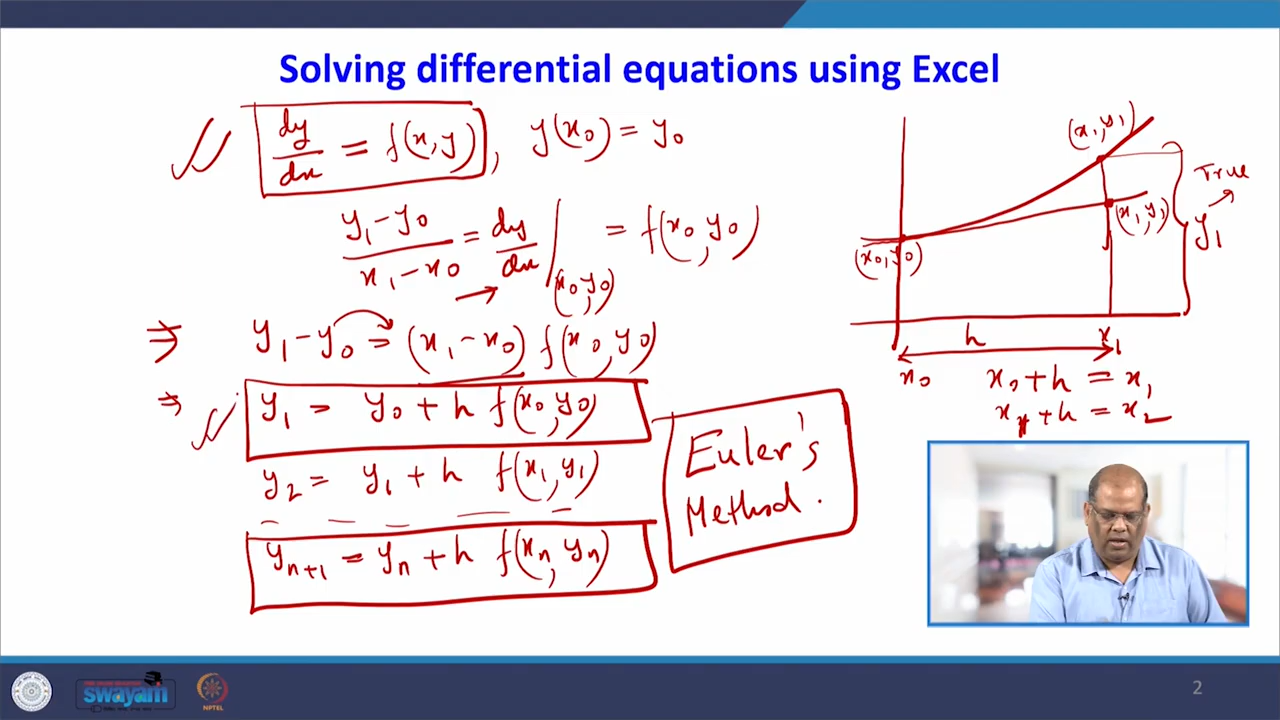 Solving differential equations using Excel
dy/dx = f(x,y), y(x₀) = y₀
(y₁-y₀)/(x₁-x₀) = dy/dx |(x₀,y₀) = f(x₀,y₀)
⇒ y₁-y₀ = (x₁-x₀) f(x₀,y₀)
⇒ y₁ = y₀ + h f(x₀,y₀)
y₂ = y₁ + h f(x₁,y₁)
yₙ₊₁ = yₙ + h f(xₙ,yₙ)
Euler's
Method.
(x₁,y₁)
True
(x₁,y₁)
y₁
(x₀,y₀)
h
x₁
x₀
x₀+h = x₁
x₁+h = x₂
swayam
NPTEL
2